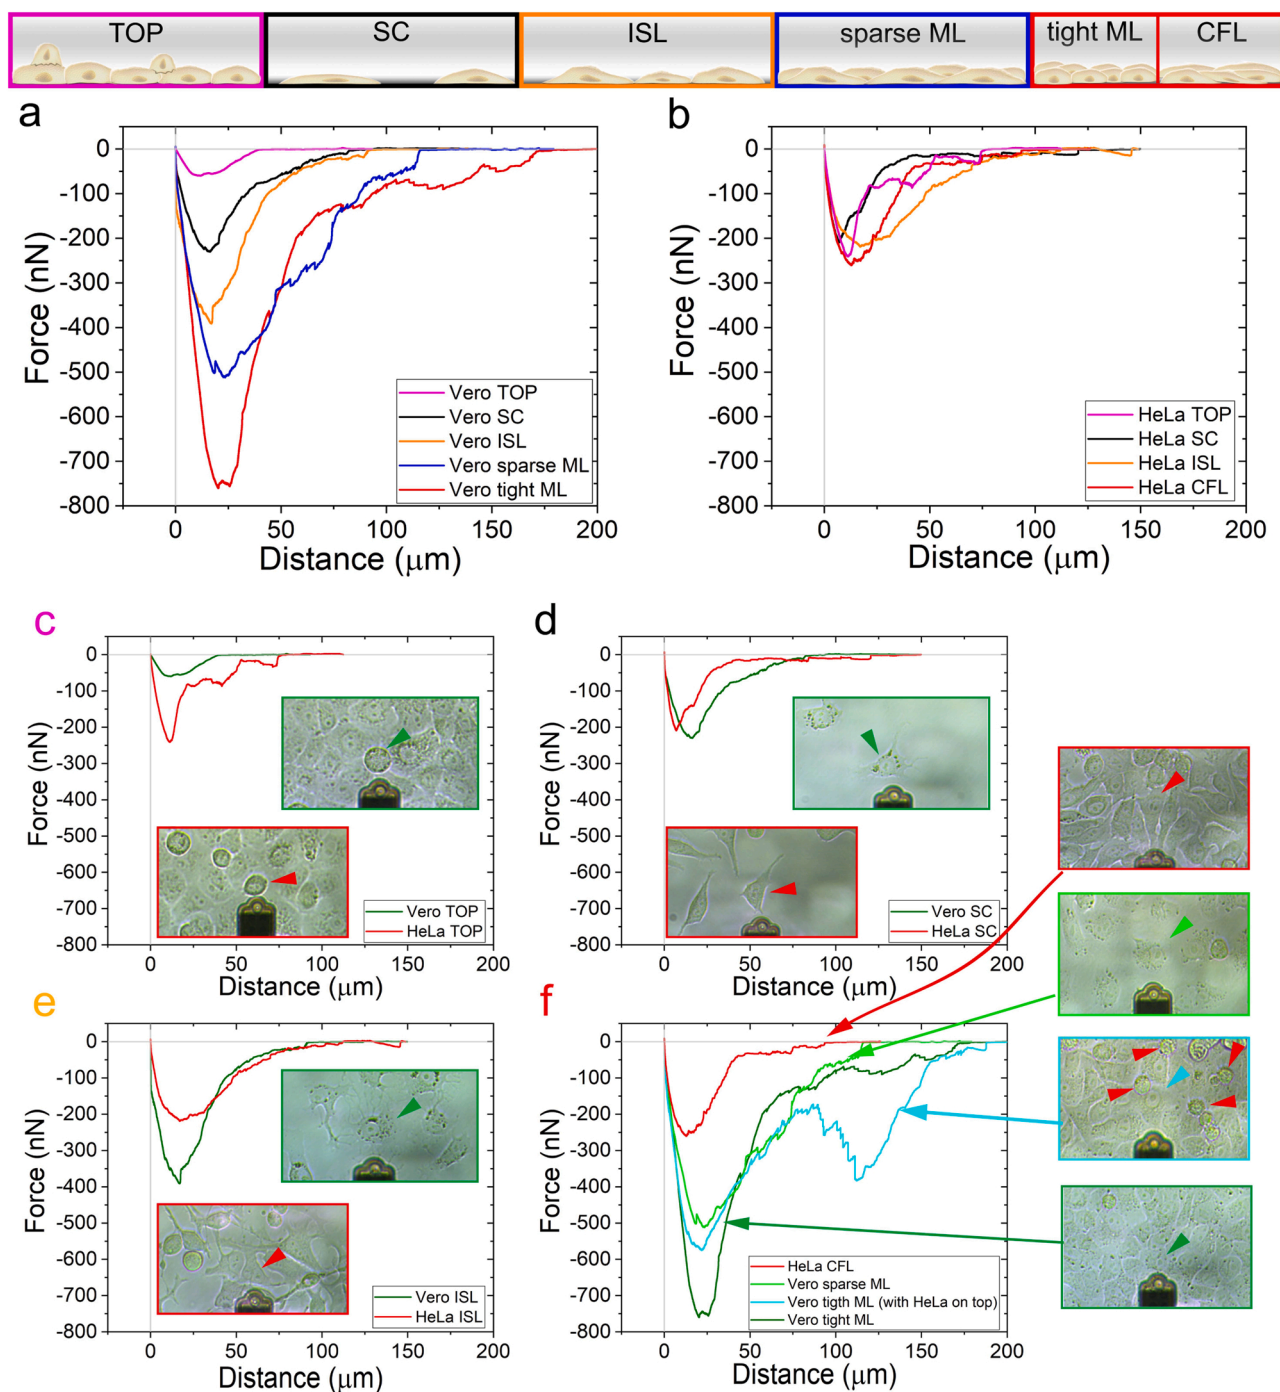 TOP SC ISL sparse ML tight ML CFL
a
0
-100
-200
-300
-400
-500
-600
-700
-800
Force (nN)
Vero TOP
Vero SC
Vero ISL
Vero sparse ML
Vero tight ML
0 50 100 150 200
Distance (μm)
b
0
-100
-200
-300
-400
-500
-600
-700
-800
Force (nN)
HeLa TOP
HeLa SC
HeLa ISL
HeLa CFL
0 50 100 150 200
Distance (μm)
c
0
-100
-200
-300
-400
-500
-600
-700
-800
Force (nN)
Vero TOP
HeLa TOP
0 50 100 150 200
Distance (μm)
d
0
-100
-200
-300
-400
-500
-600
-700
-800
Force (nN)
Vero SC
HeLa SC
0 50 100 150 200
Distance (μm)
e
0
-100
-200
-300
-400
-500
-600
-700
-800
Force (nN)
Vero ISL
HeLa ISL
0 50 100 150 200
Distance (μm)
f
0
-100
-200
-300
-400
-500
-600
-700
-800
Force (nN)
HeLa CFL
Vero sparse ML
Vero tigth ML (with HeLa on top)
Vero tight ML
0 50 100 150 200
Distance (μm)